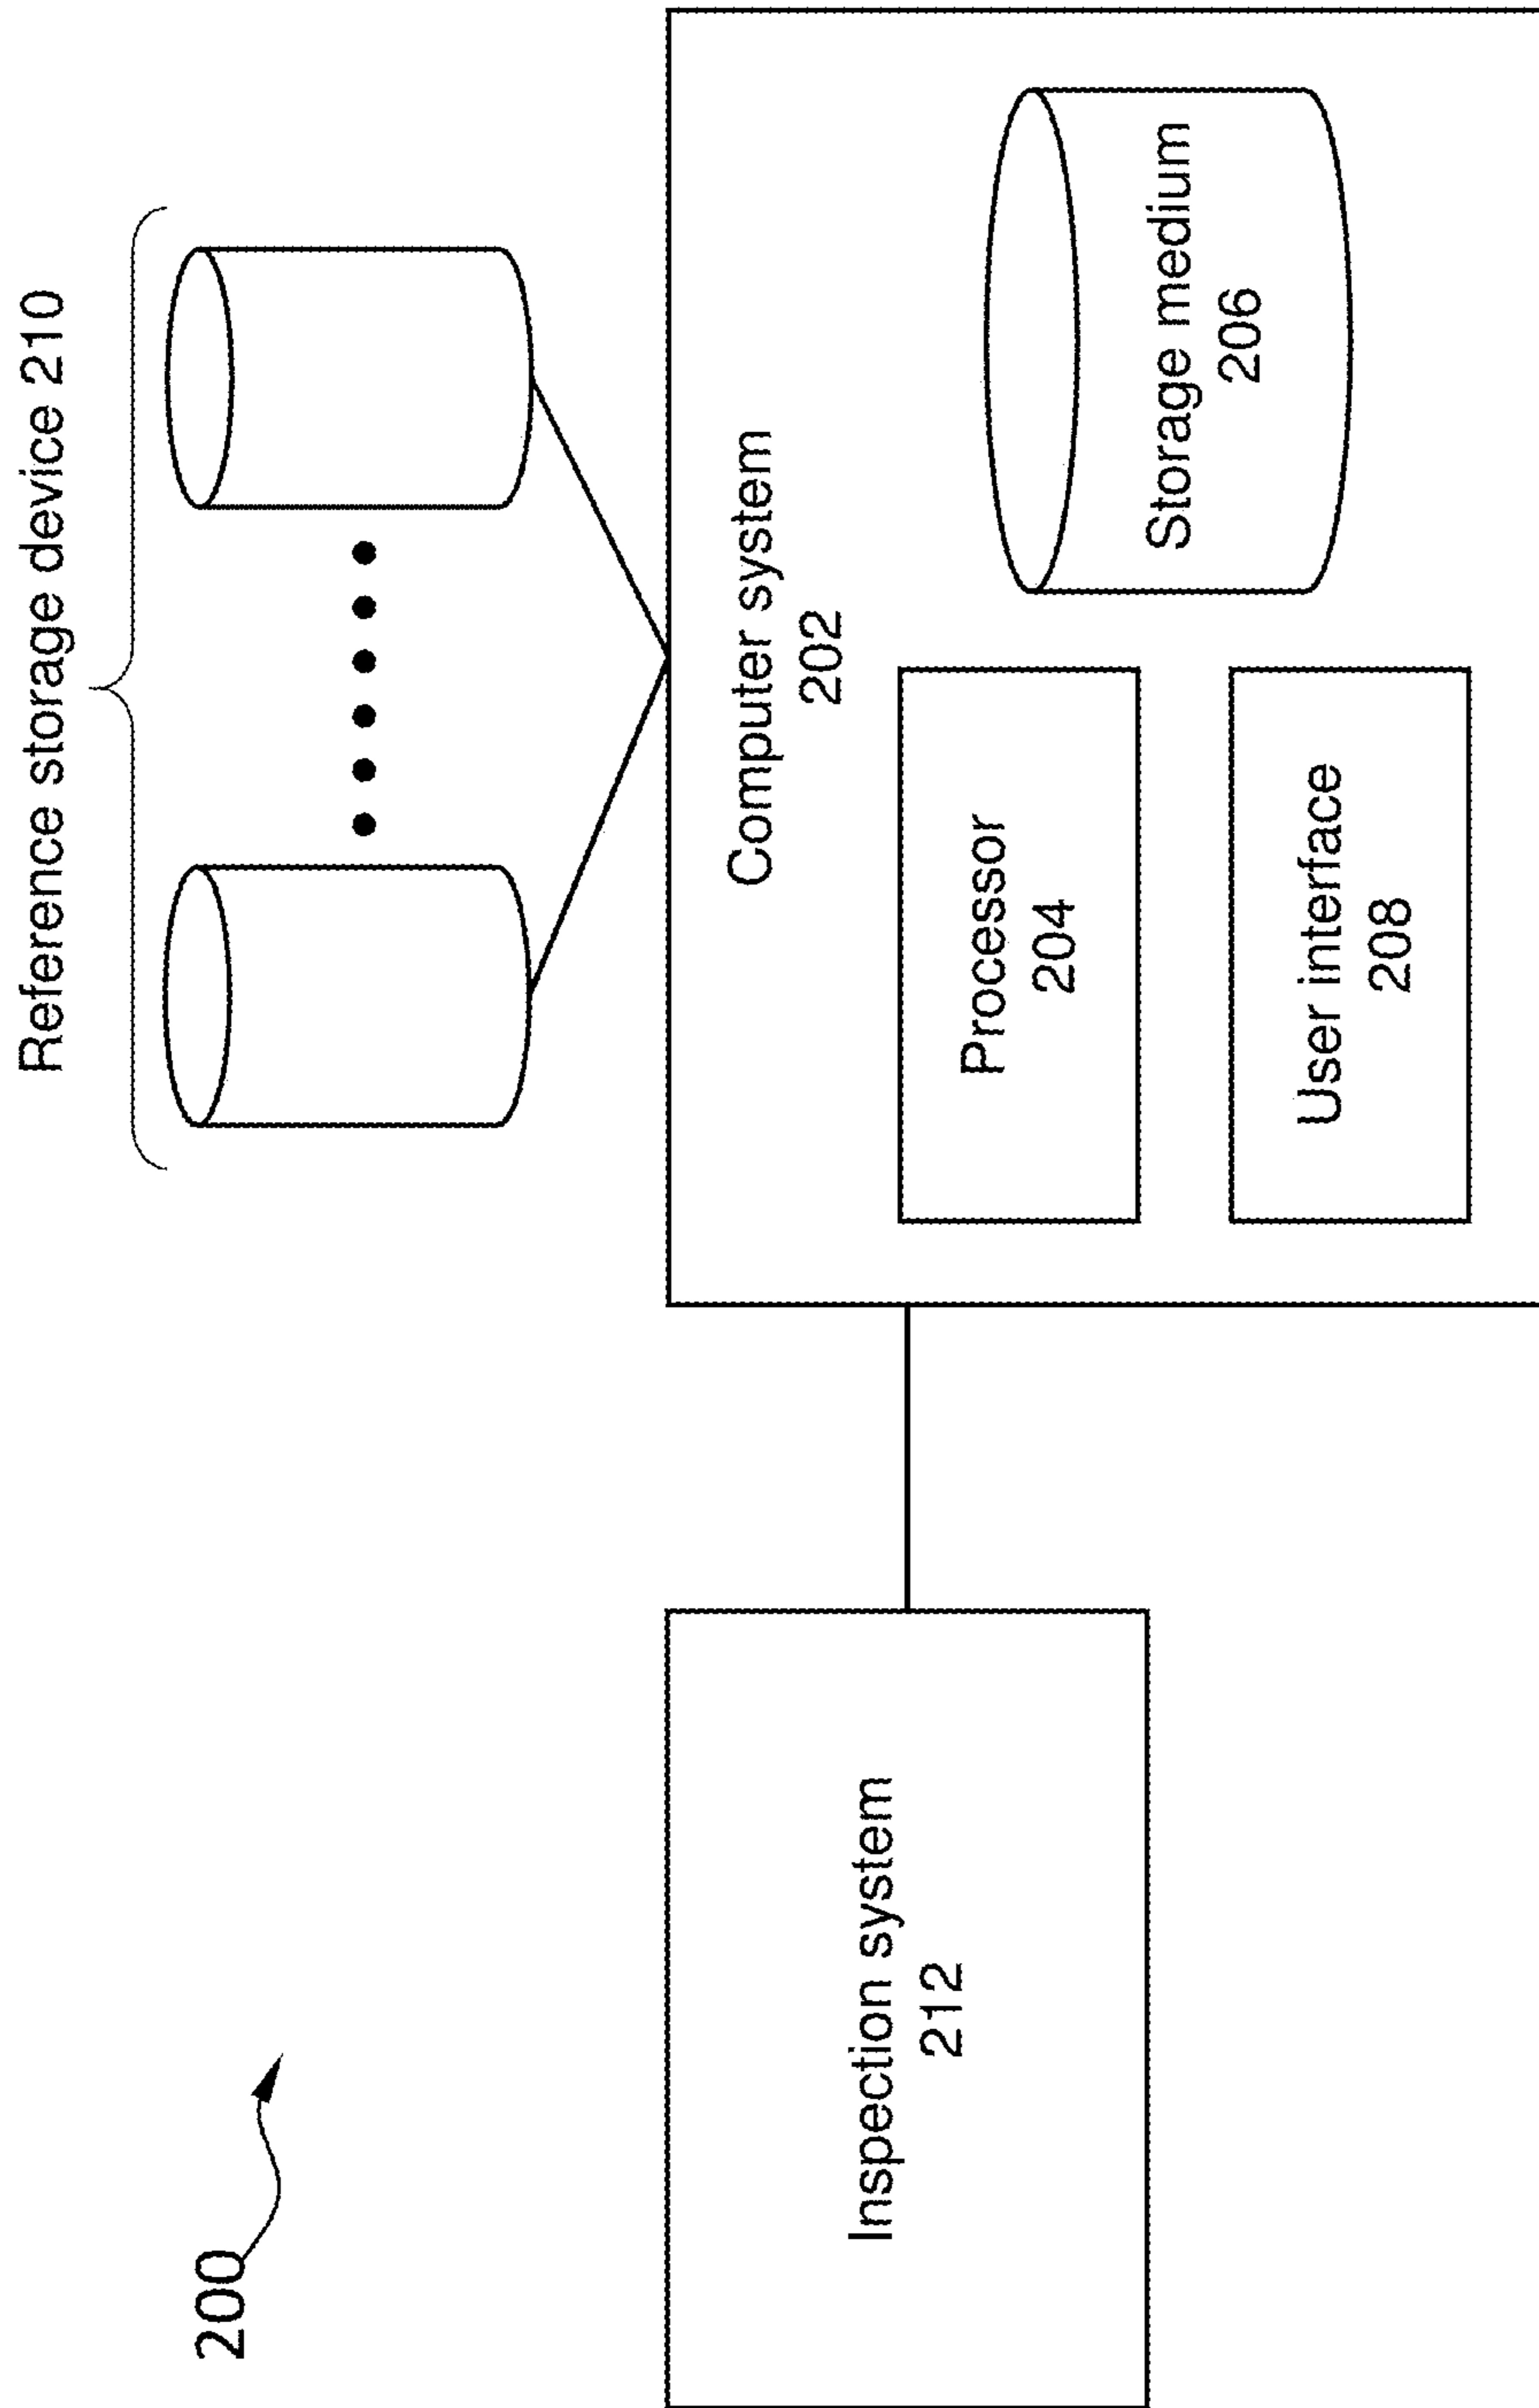 200
Reference storage device 210
Inspection system
212
Computer system
202
Processor
204
User interface
208
Storage medium
206